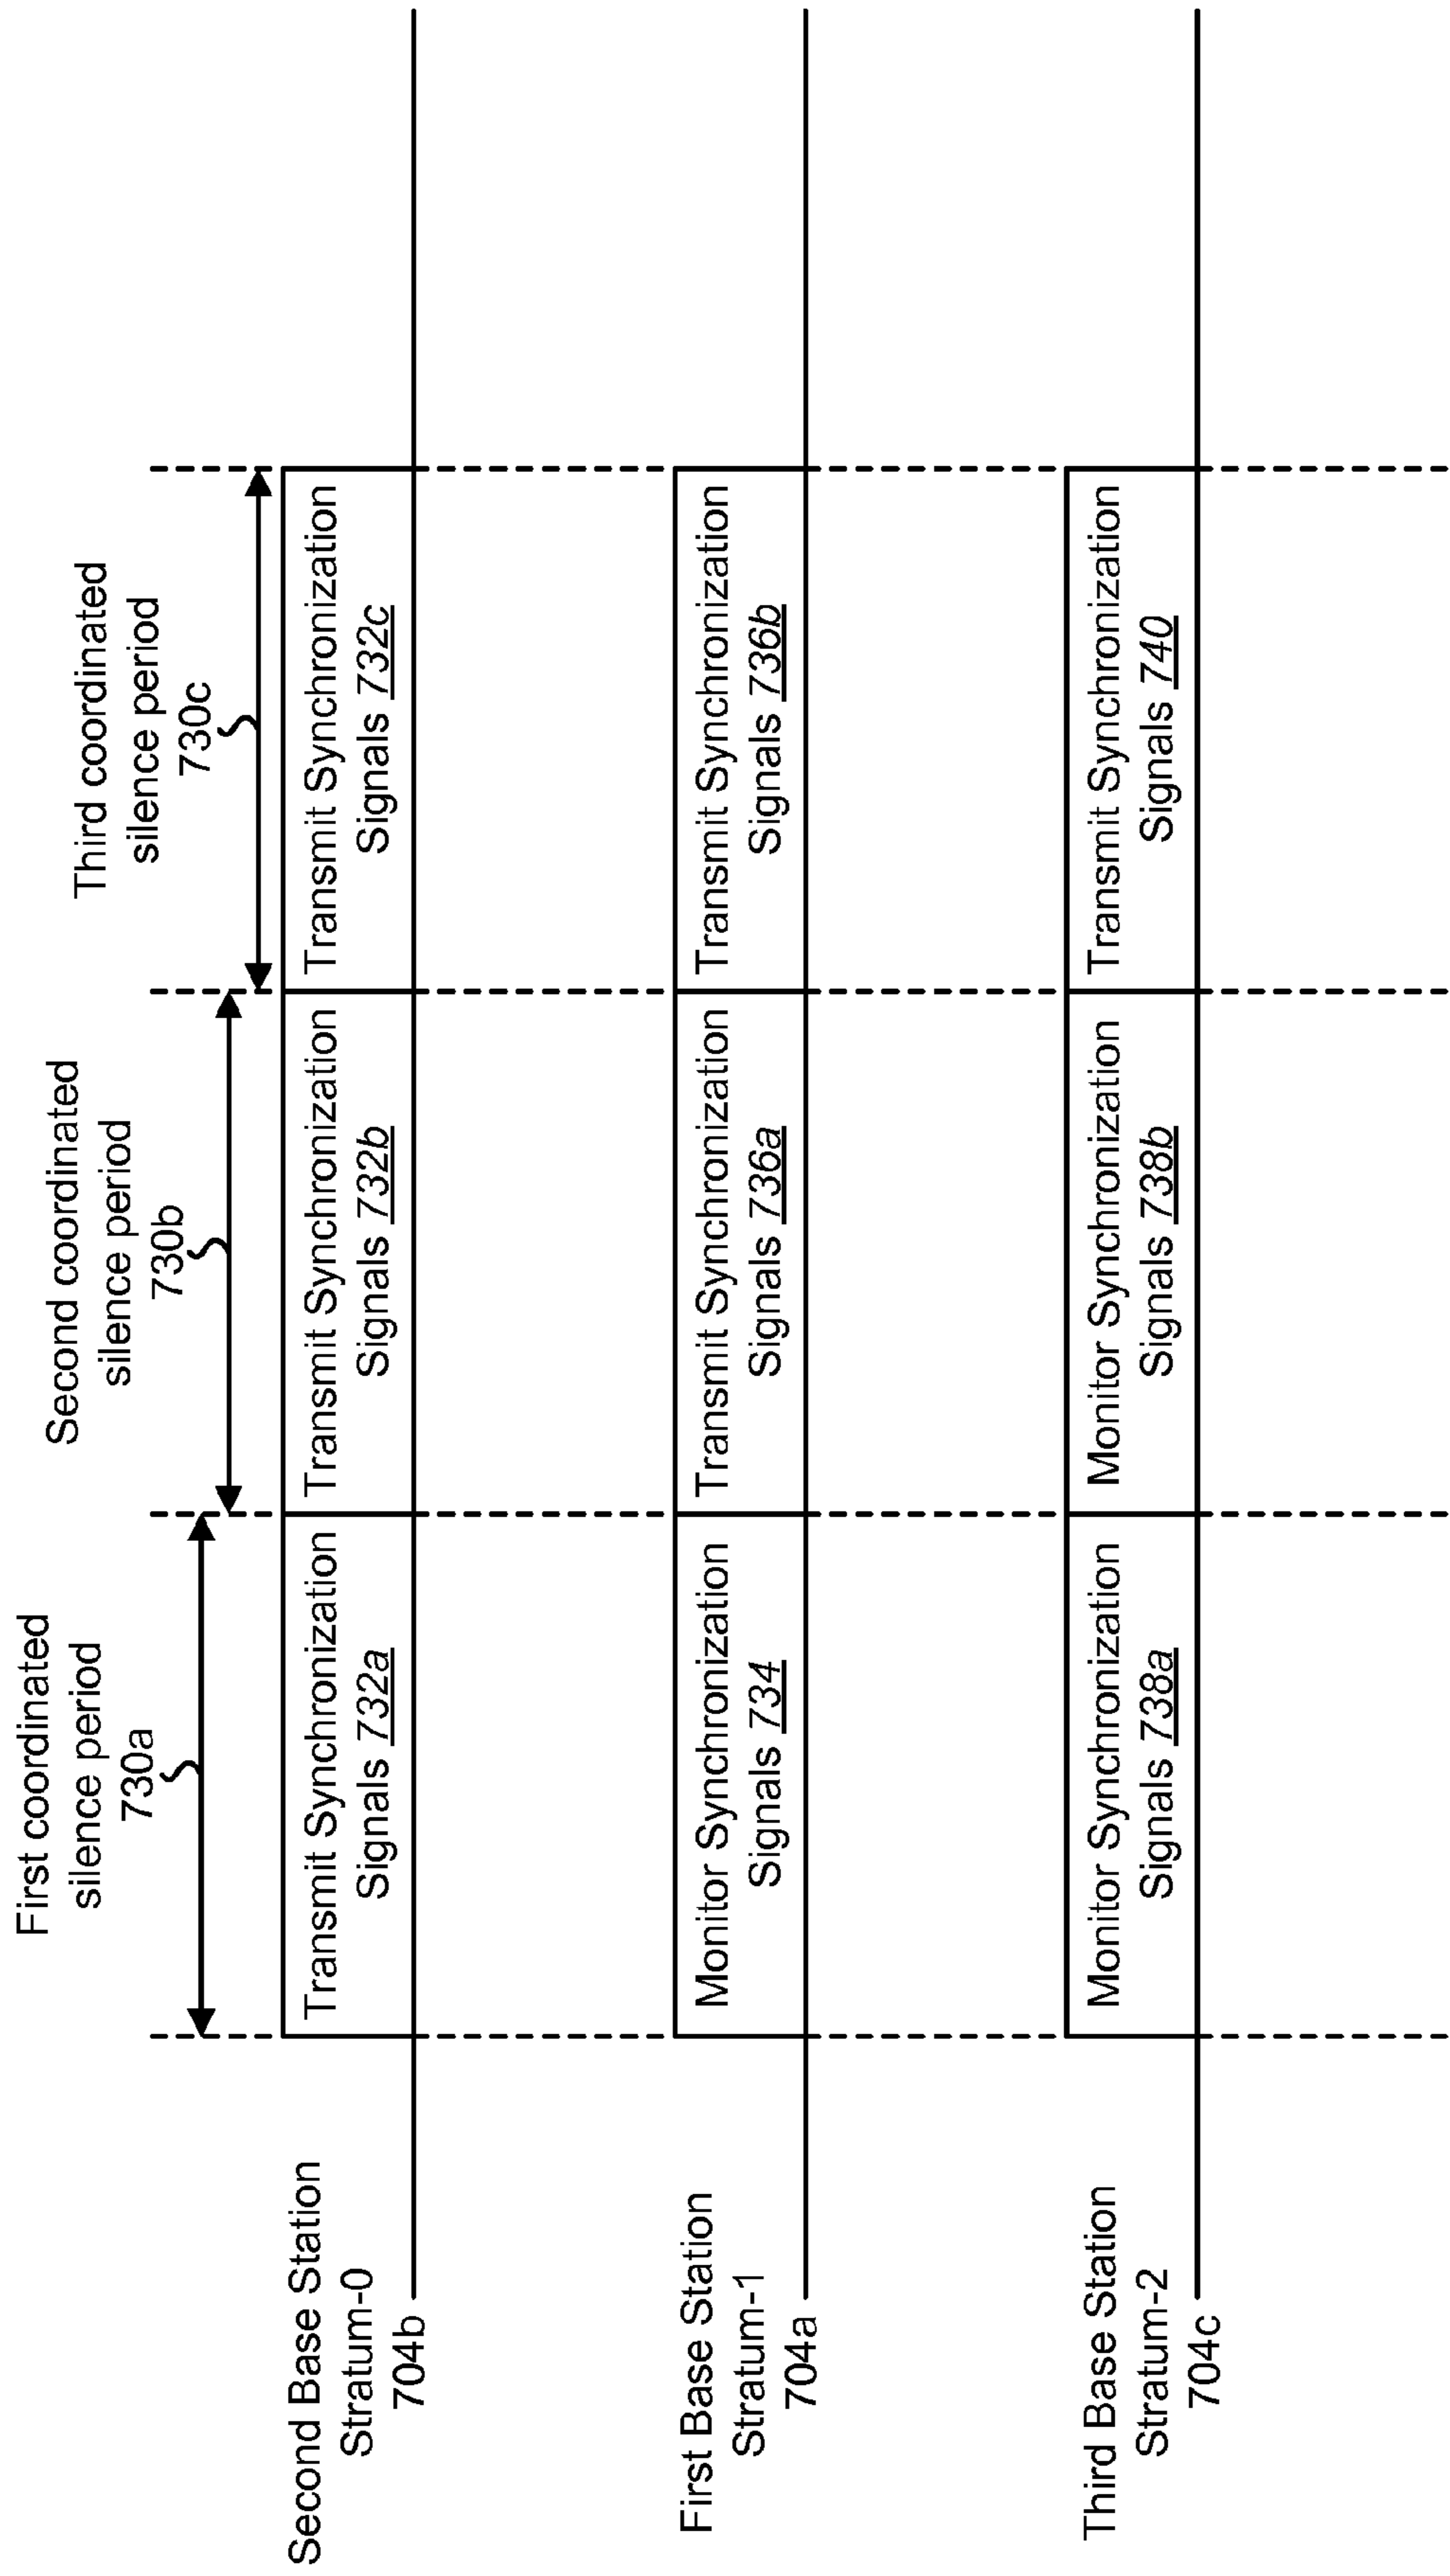 First coordinated
silence period
730a
Second coordinated
silence period
730b
Third coordinated
silence period
730c
Second Base Station
Stratum-0
704b
Transmit Synchronization
Signals 732a
Transmit Synchronization
Signals 732b
Transmit Synchronization
Signals 732c
First Base Station
Stratum-1
704a
Monitor Synchronization
Signals 734
Transmit Synchronization
Signals 736a
Transmit Synchronization
Signals 736b
Third Base Station
Stratum-2
704c
Monitor Synchronization
Signals 738a
Monitor Synchronization
Signals 738b
Transmit Synchronization
Signals 740